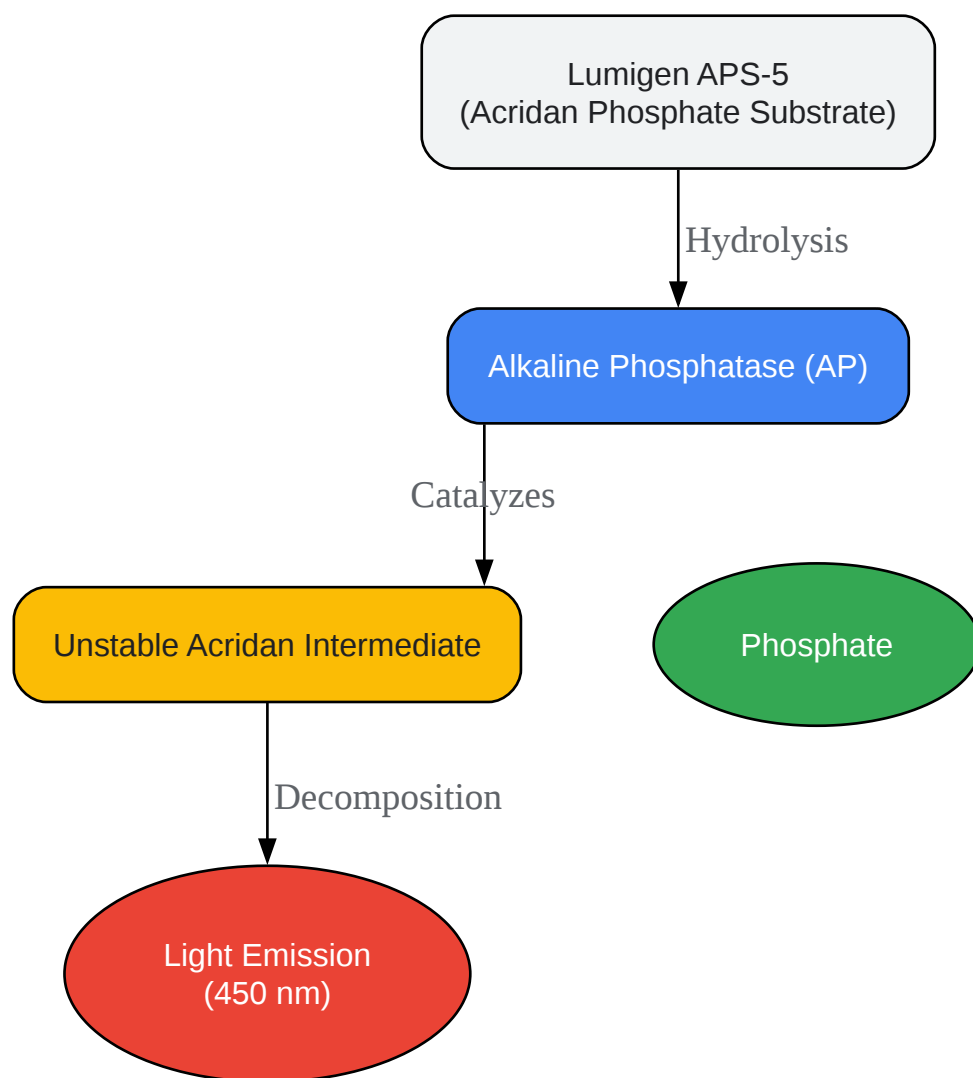 Lumigen APS-5
(Acridan Phosphate Substrate)
Hydrolysis
Alkaline Phosphatase (AP)
Catalyzes
Unstable Acridan Intermediate
Phosphate
Decomposition
Light Emission
(450 nm)